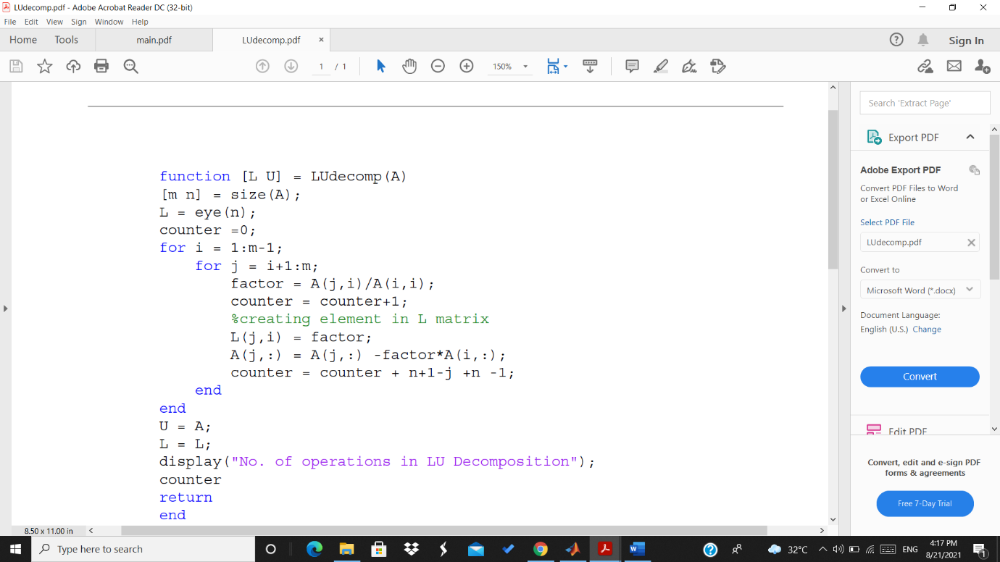 LUdecomp.pdf - Adobe Acrobat Reader DC (32-bit)
File Edit View Sign Window Help
Home Tools main.pdf LUdecomp.pdf × Sign In
1 / 1 150%
function [L U] = LUdecomp(A)
[m n] = size(A);
L = eye(n);
counter =0;
for i = 1:m-1;
    for j = i+1:m;
        factor = A(j,i)/A(i,i);
        counter = counter+1;
        %creating element in L matrix
        L(j,i) = factor;
        A(j,:) = A(j,:) -factor*A(i,:);
        counter = counter + n+1-j +n -1;
    end
end
U = A;
L = L;
display("No. of operations in LU Decomposition");
counter
return
end
8.50 x 11.00 in
Search 'Extract Page'
Export PDF
Adobe Export PDF
Convert PDF Files to Word
or Excel Online
Select PDF File
LUdecomp.pdf
Convert to
Microsoft Word (*.docx)
Document Language:
English (U.S.) Change
Convert
Edit PDF
Convert, edit and e-sign PDF
forms & agreements
Free 7-Day Trial
Type here to search
32°C ENG
4:17 PM
8/21/2021
1